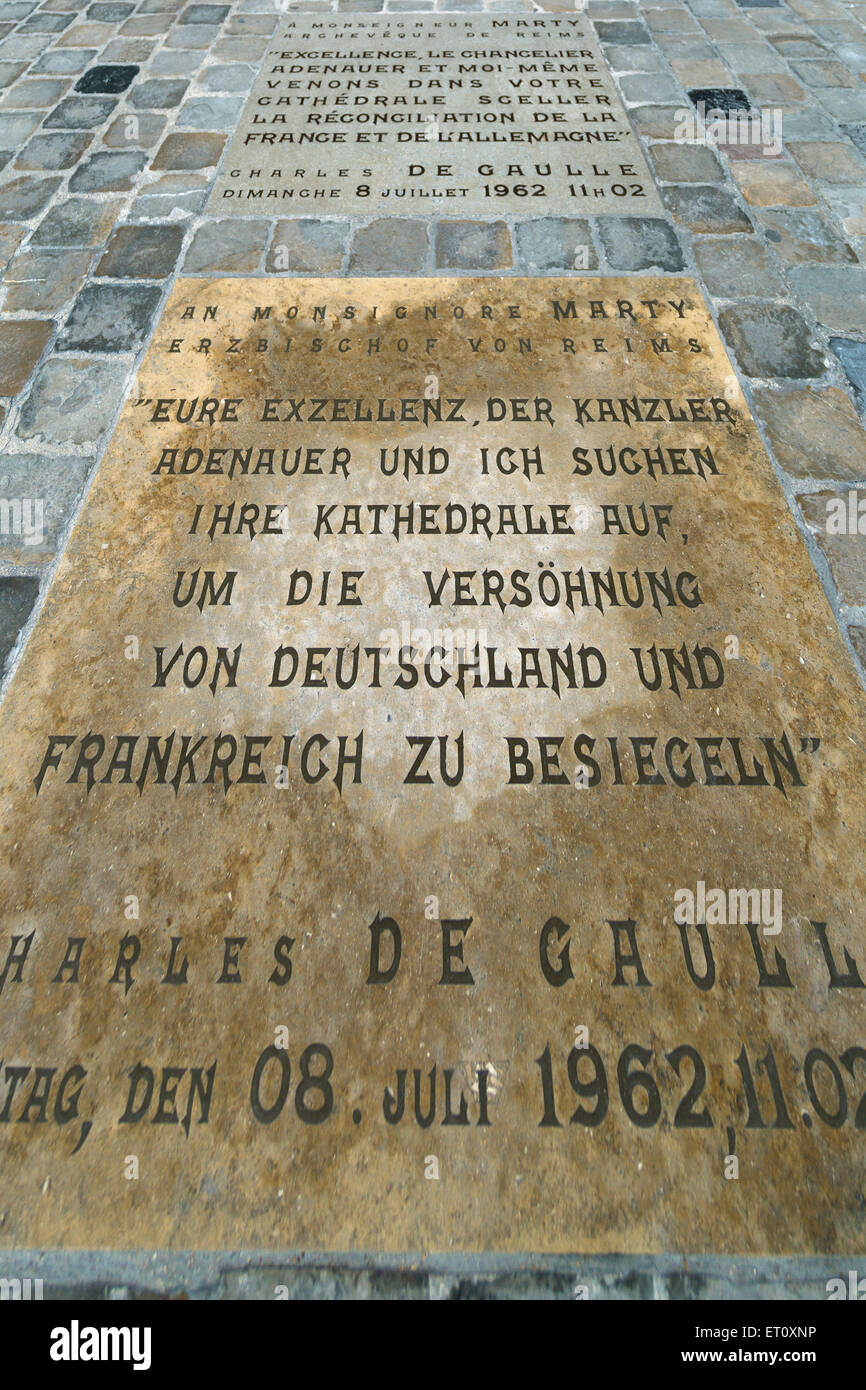 À MONSEIGNEUR MARTY
ARCHEVÊQUE DE REIMS
"EXCELLENCE, LE CHANCELIER
ADENAUER ET MOI-MÊME
VENONS DANS VOTRE
CATHÉDRALE SCELLER
LA RÉCONCILIATION DE LA
FRANCE ET DE L'ALLEMAGNE"
CHARLES DE GAULLE
DIMANCHE 8 JUILLET 1962 11H02
AN MONSIGNORE MARTY
ERZBISCHOF VON REIMS
"EURE EXZELLENZ, DER KANZLER
ADENAUER UND ICH SUCHEN
IHRE KATHEDRALE AUF,
UM DIE VERSÖHNUNG
VON DEUTSCHLAND UND
FRANKREICH ZU BESIEGELN"
HARLES DE GAULL
TAG, DEN 08. JULI 1962, 11.02
alamy
Image ID: ET0XNP
www.alamy.com